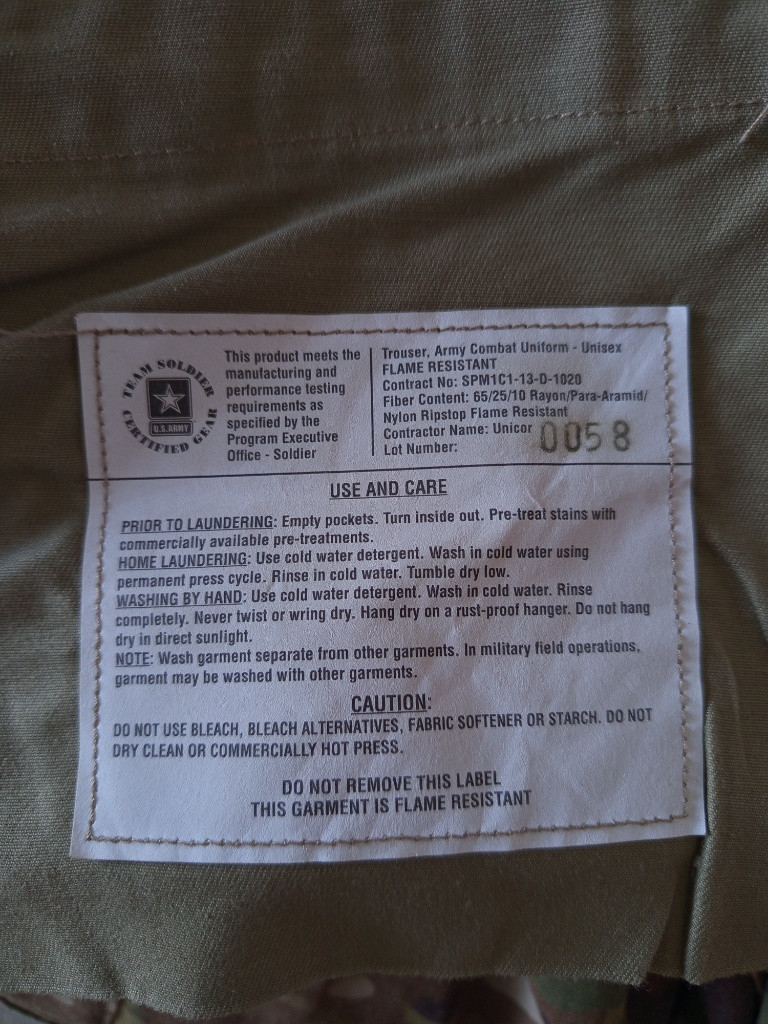 TEAM SOLDIER
U.S.ARMY
CERTIFIED GEAR
This product meets the
manufacturing and
performance testing
requirements as
specified by the
Program Executive
Office - Soldier
Trouser, Army Combat Uniform - Unisex
FLAME RESISTANT
Contract No: SPM1C1-13-D-1020
Fiber Content: 65/25/10 Rayon/Para-Aramid/
Nylon Ripstop Flame Resistant
Contractor Name: Unicor
Lot Number: 0058
USE AND CARE
PRIOR TO LAUNDERING: Empty pockets. Turn inside out. Pre-treat stains with
commercially available pre-treatments.
HOME LAUNDERING: Use cold water detergent. Wash in cold water using
permanent press cycle. Rinse in cold water. Tumble dry low.
WASHING BY HAND: Use cold water detergent. Wash in cold water. Rinse
completely. Never twist or wring dry. Hang dry on a rust-proof hanger. Do not hang
dry in direct sunlight.
NOTE: Wash garment separate from other garments. In military field operations,
garment may be washed with other garments.
CAUTION:
DO NOT USE BLEACH, BLEACH ALTERNATIVES, FABRIC SOFTENER OR STARCH. DO NOT
DRY CLEAN OR COMMERCIALLY HOT PRESS.
DO NOT REMOVE THIS LABEL
THIS GARMENT IS FLAME RESISTANT